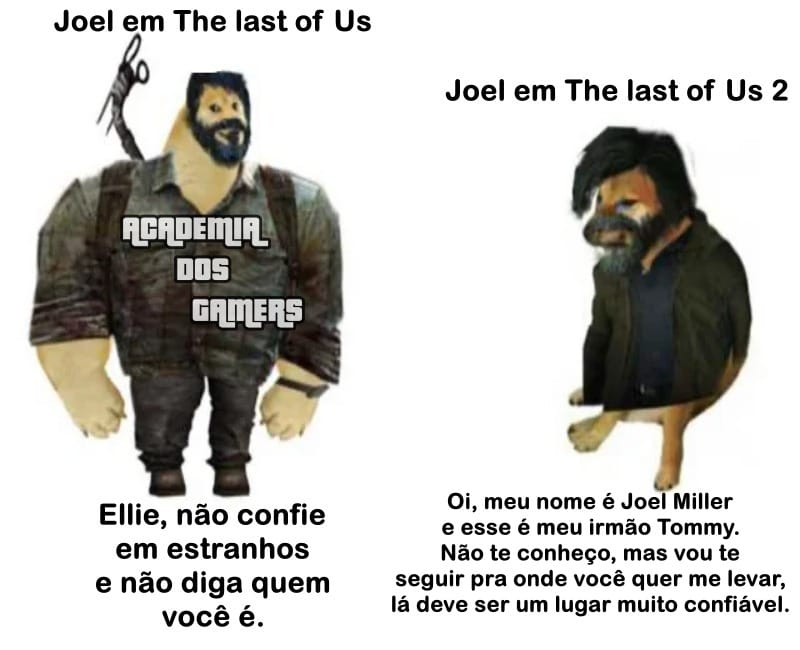 Joel em The last of Us
Joel em The last of Us 2
ACADEMIA
DOS
GAMERS
Ellie, não confie
em estranhos
e não diga quem
você é.
Oi, meu nome é Joel Miller
e esse é meu irmão Tommy.
Não te conheço, mas vou te
seguir pra onde você quer me levar,
lá deve ser um lugar muito confiável.